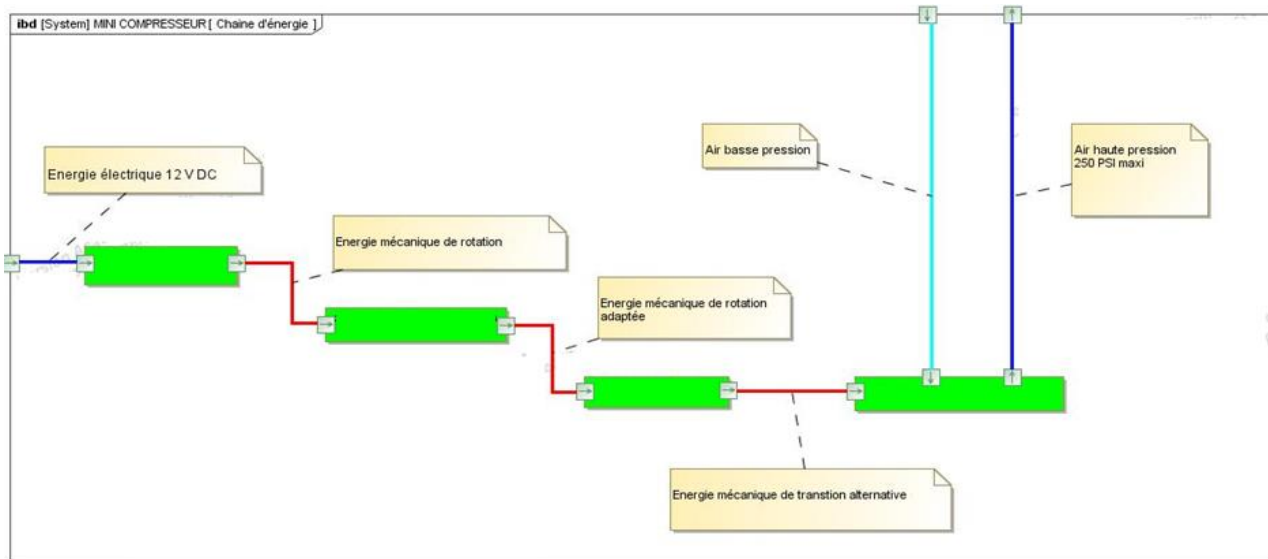 ibd [System] MINI COMPRESSEUR [ Chaine d'énergie ]
Energie électrique 12 V DC
Energie mécanique de rotation
Energie mécanique de rotation
adaptée
Air basse pression
Air haute pression
250 PSI maxi
Energie mécanique de transtion alternative